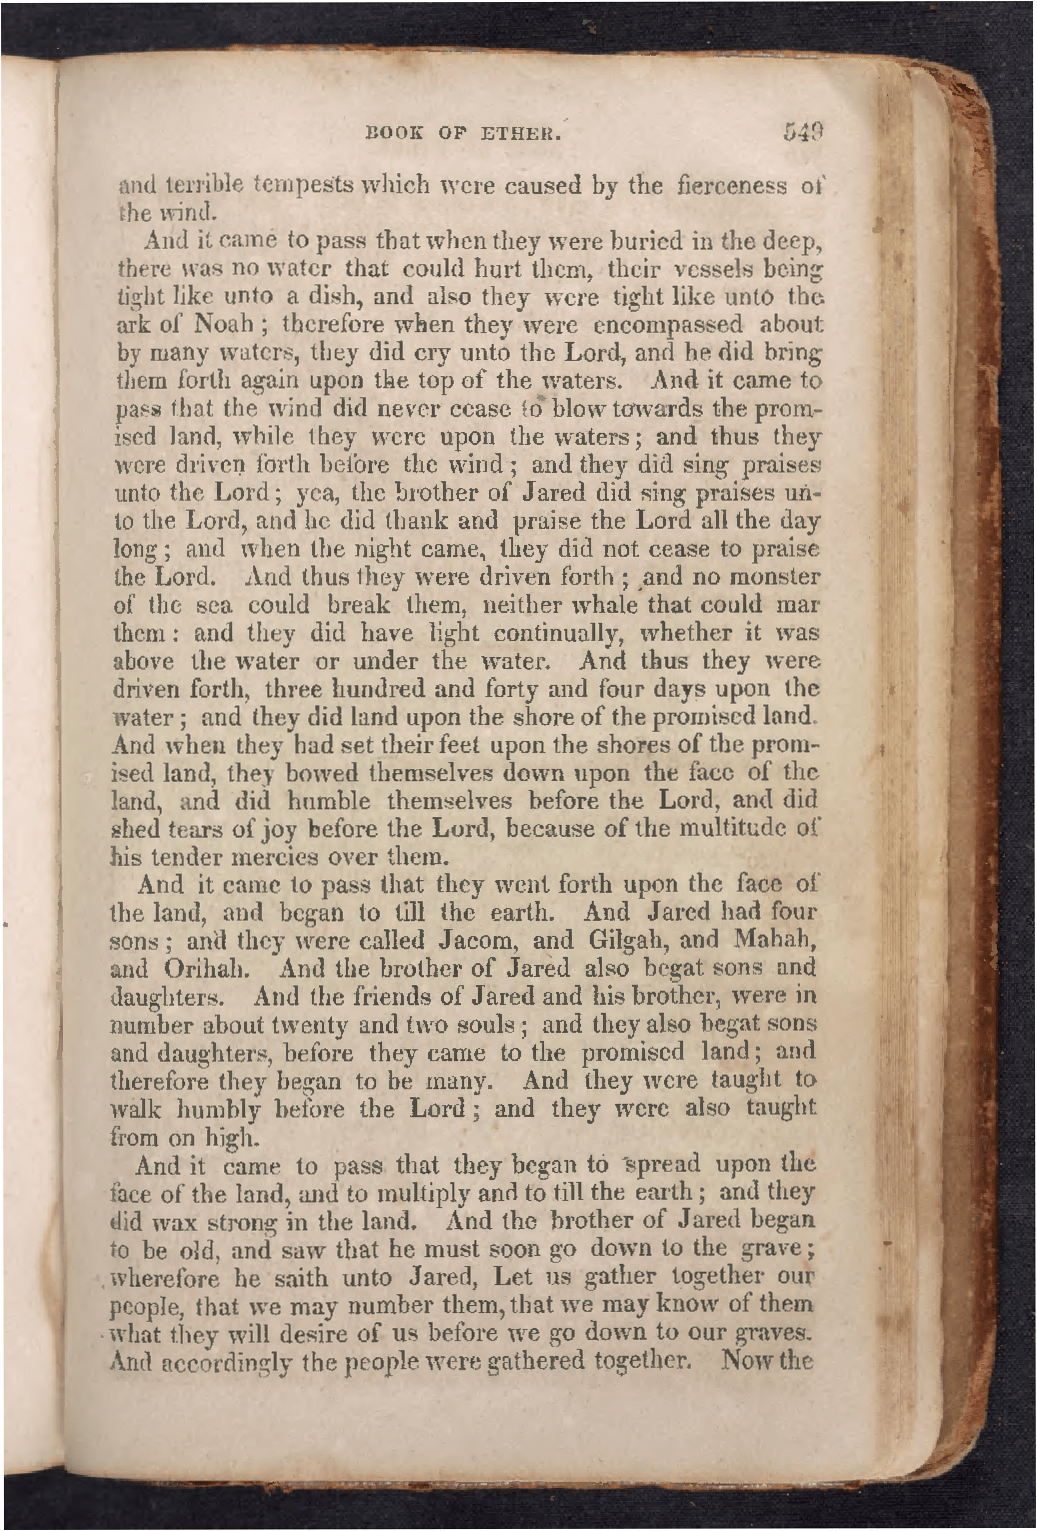 BOOK OF ETHER. 549
and terrible tempests which were caused by the fierceness of
the wind.
And it came to pass that when they were buried in the deep,
there was no water that could hurt them, their vessels being
tight like unto a dish, and also they were tight like unto the
ark of Noah; therefore when they were encompassed about
by many waters, they did cry unto the Lord, and he did bring
them forth again upon the top of the waters. And it came to
pass that the wind did never cease to blow towards the prom-
ised land, while they were upon the waters; and thus they
were driven forth before the wind; and they did sing praises
unto the Lord; yea, the brother of Jared did sing praises un-
to the Lord, and he did thank and praise the Lord all the day
long; and when the night came, they did not cease to praise
the Lord. And thus they were driven forth; and no monster
of the sea could break them, neither whale that could mar
them: and they did have light continually, whether it was
above the water or under the water. And thus they were
driven forth, three hundred and forty and four days upon the
water; and they did land upon the shore of the promised land.
And when they had set their feet upon the shores of the prom-
ised land, they bowed themselves down upon the face of the
land, and did humble themselves before the Lord, and did
shed tears of joy before the Lord, because of the multitude of
his tender mercies over them.
And it came to pass that they went forth upon the face of
the land, and began to till the earth. And Jared had four
sons; and they were called Jacom, and Gilgah, and Mahah,
and Orihah. And the brother of Jared also begat sons and
daughters. And the friends of Jared and his brother, were in
number about twenty and two souls; and they also begat sons
and daughters, before they came to the promised land; and
therefore they began to be many. And they were taught to
walk humbly before the Lord; and they were also taught
from on high.
And it came to pass that they began to spread upon the
face of the land, and to multiply and to till the earth; and they
did wax strong in the land. And the brother of Jared began
to be old, and saw that he must soon go down to the grave;
wherefore he saith unto Jared, Let us gather together our
people, that we may number them, that we may know of them
what they will desire of us before we go down to our graves.
And accordingly the people were gathered together. Now the